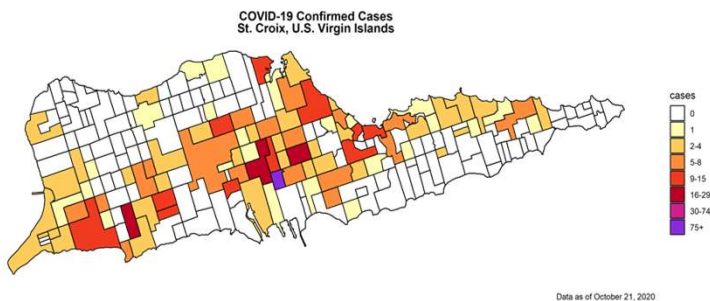 COVID-19 Confirmed Cases
St. Croix, U.S. Virgin Islands
cases
0
1
2-4
5-8
9-15
16-29
30-74
75+
Data as of October 21, 2020